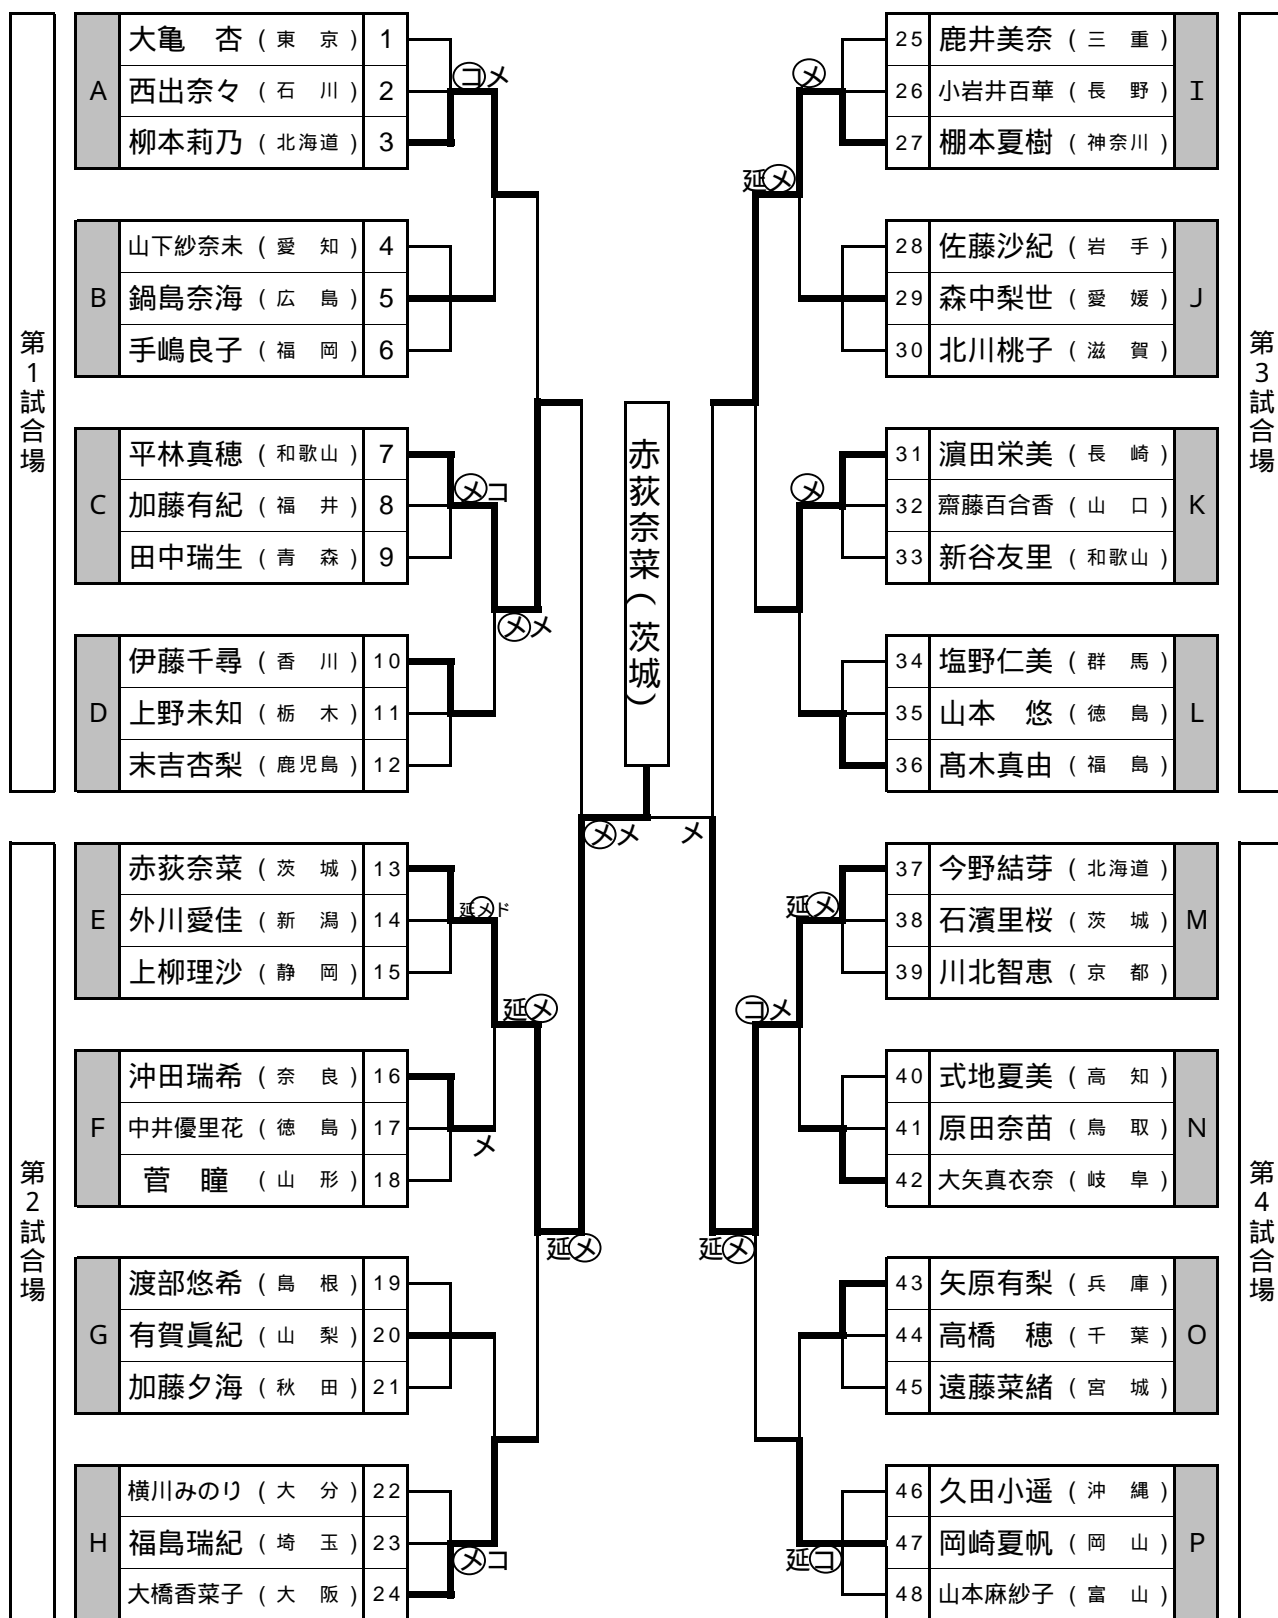 第1試合場
A
大亀　杏 ( 東　京 ) 1
コメ
西出奈々 ( 石　川 ) 2
柳本莉乃 ( 北海道 ) 3
B
山下紗奈未 ( 愛　知 ) 4
鍋島奈海 ( 広　島 ) 5
手嶋良子 ( 福　岡 ) 6
C
平林真穂 ( 和歌山 ) 7
メコ
加藤有紀 ( 福　井 ) 8
田中瑞生 ( 青　森 ) 9
メメ
D
伊藤千尋 ( 香　川 ) 10
上野未知 ( 栃　木 ) 11
末吉杏梨 ( 鹿児島 ) 12
第2試合場
E
赤荻奈菜 ( 茨　城 ) 13
延メド
外川愛佳 ( 新　潟 ) 14
上柳理沙 ( 静　岡 ) 15
延メ
F
沖田瑞希 ( 奈　良 ) 16
中井優里花 ( 徳　島 ) 17
メ
菅　瞳 ( 山　形 ) 18
延メ
G
渡部悠希 ( 島　根 ) 19
有賀眞紀 ( 山　梨 ) 20
加藤夕海 ( 秋　田 ) 21
H
横川みのり ( 大　分 ) 22
福島瑞紀 ( 埼　玉 ) 23
メコ
大橋香菜子 ( 大　阪 ) 24
赤荻奈菜(茨城)
メメ
メ
第3試合場
I
25 鹿井美奈 ( 三　重 )
メ
26 小岩井百華 ( 長　野 )
27 棚本夏樹 ( 神奈川 )
延メ
J
28 佐藤沙紀 ( 岩　手 )
29 森中梨世 ( 愛　媛 )
30 北川桃子 ( 滋　賀 )
K
31 濵田栄美 ( 長　崎 )
メ
32 齋藤百合香 ( 山　口 )
33 新谷友里 ( 和歌山 )
L
34 塩野仁美 ( 群　馬 )
35 山本　悠 ( 徳　島 )
36 髙木真由 ( 福　島 )
第4試合場
M
37 今野結芽 ( 北海道 )
延メ
38 石濱里桜 ( 茨　城 )
39 川北智恵 ( 京　都 )
コメ
N
40 式地夏美 ( 高　知 )
41 原田奈苗 ( 鳥　取 )
42 大矢真衣奈 ( 岐　阜 )
延メ
O
43 矢原有梨 ( 兵　庫 )
44 高橋　穂 ( 千　葉 )
45 遠藤菜緒 ( 宮　城 )
P
46 久田小遥 ( 沖　縄 )
47 岡崎夏帆 ( 岡　山 )
延コ
48 山本麻紗子 ( 富　山 )